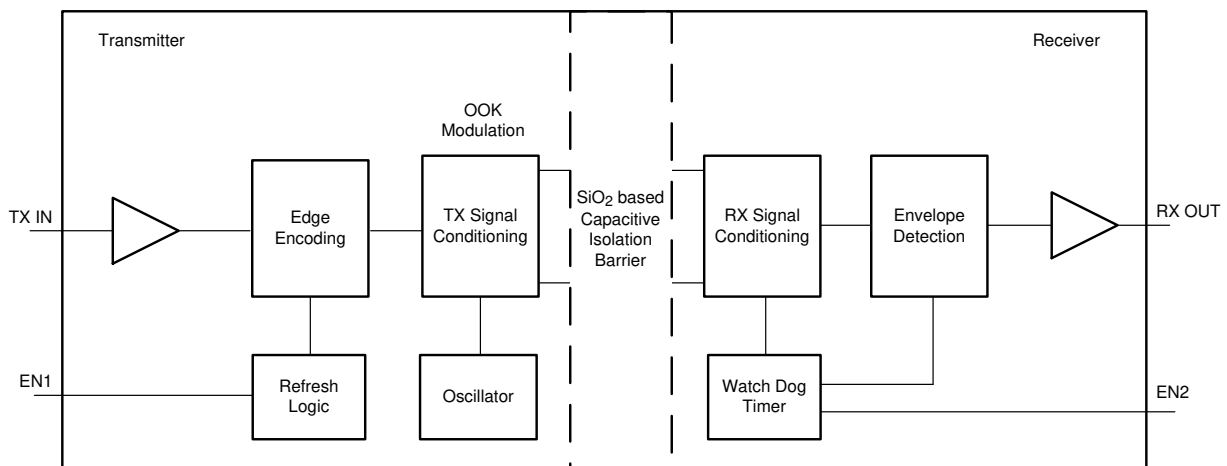 Transmitter
Receiver
OOK
Modulation
TX IN
Edge
Encoding
TX Signal
Conditioning
SiO2 based
Capacitive
Isolation
Barrier
RX Signal
Conditioning
Envelope
Detection
RX OUT
EN1
Refresh
Logic
Oscillator
Watch Dog
Timer
EN2